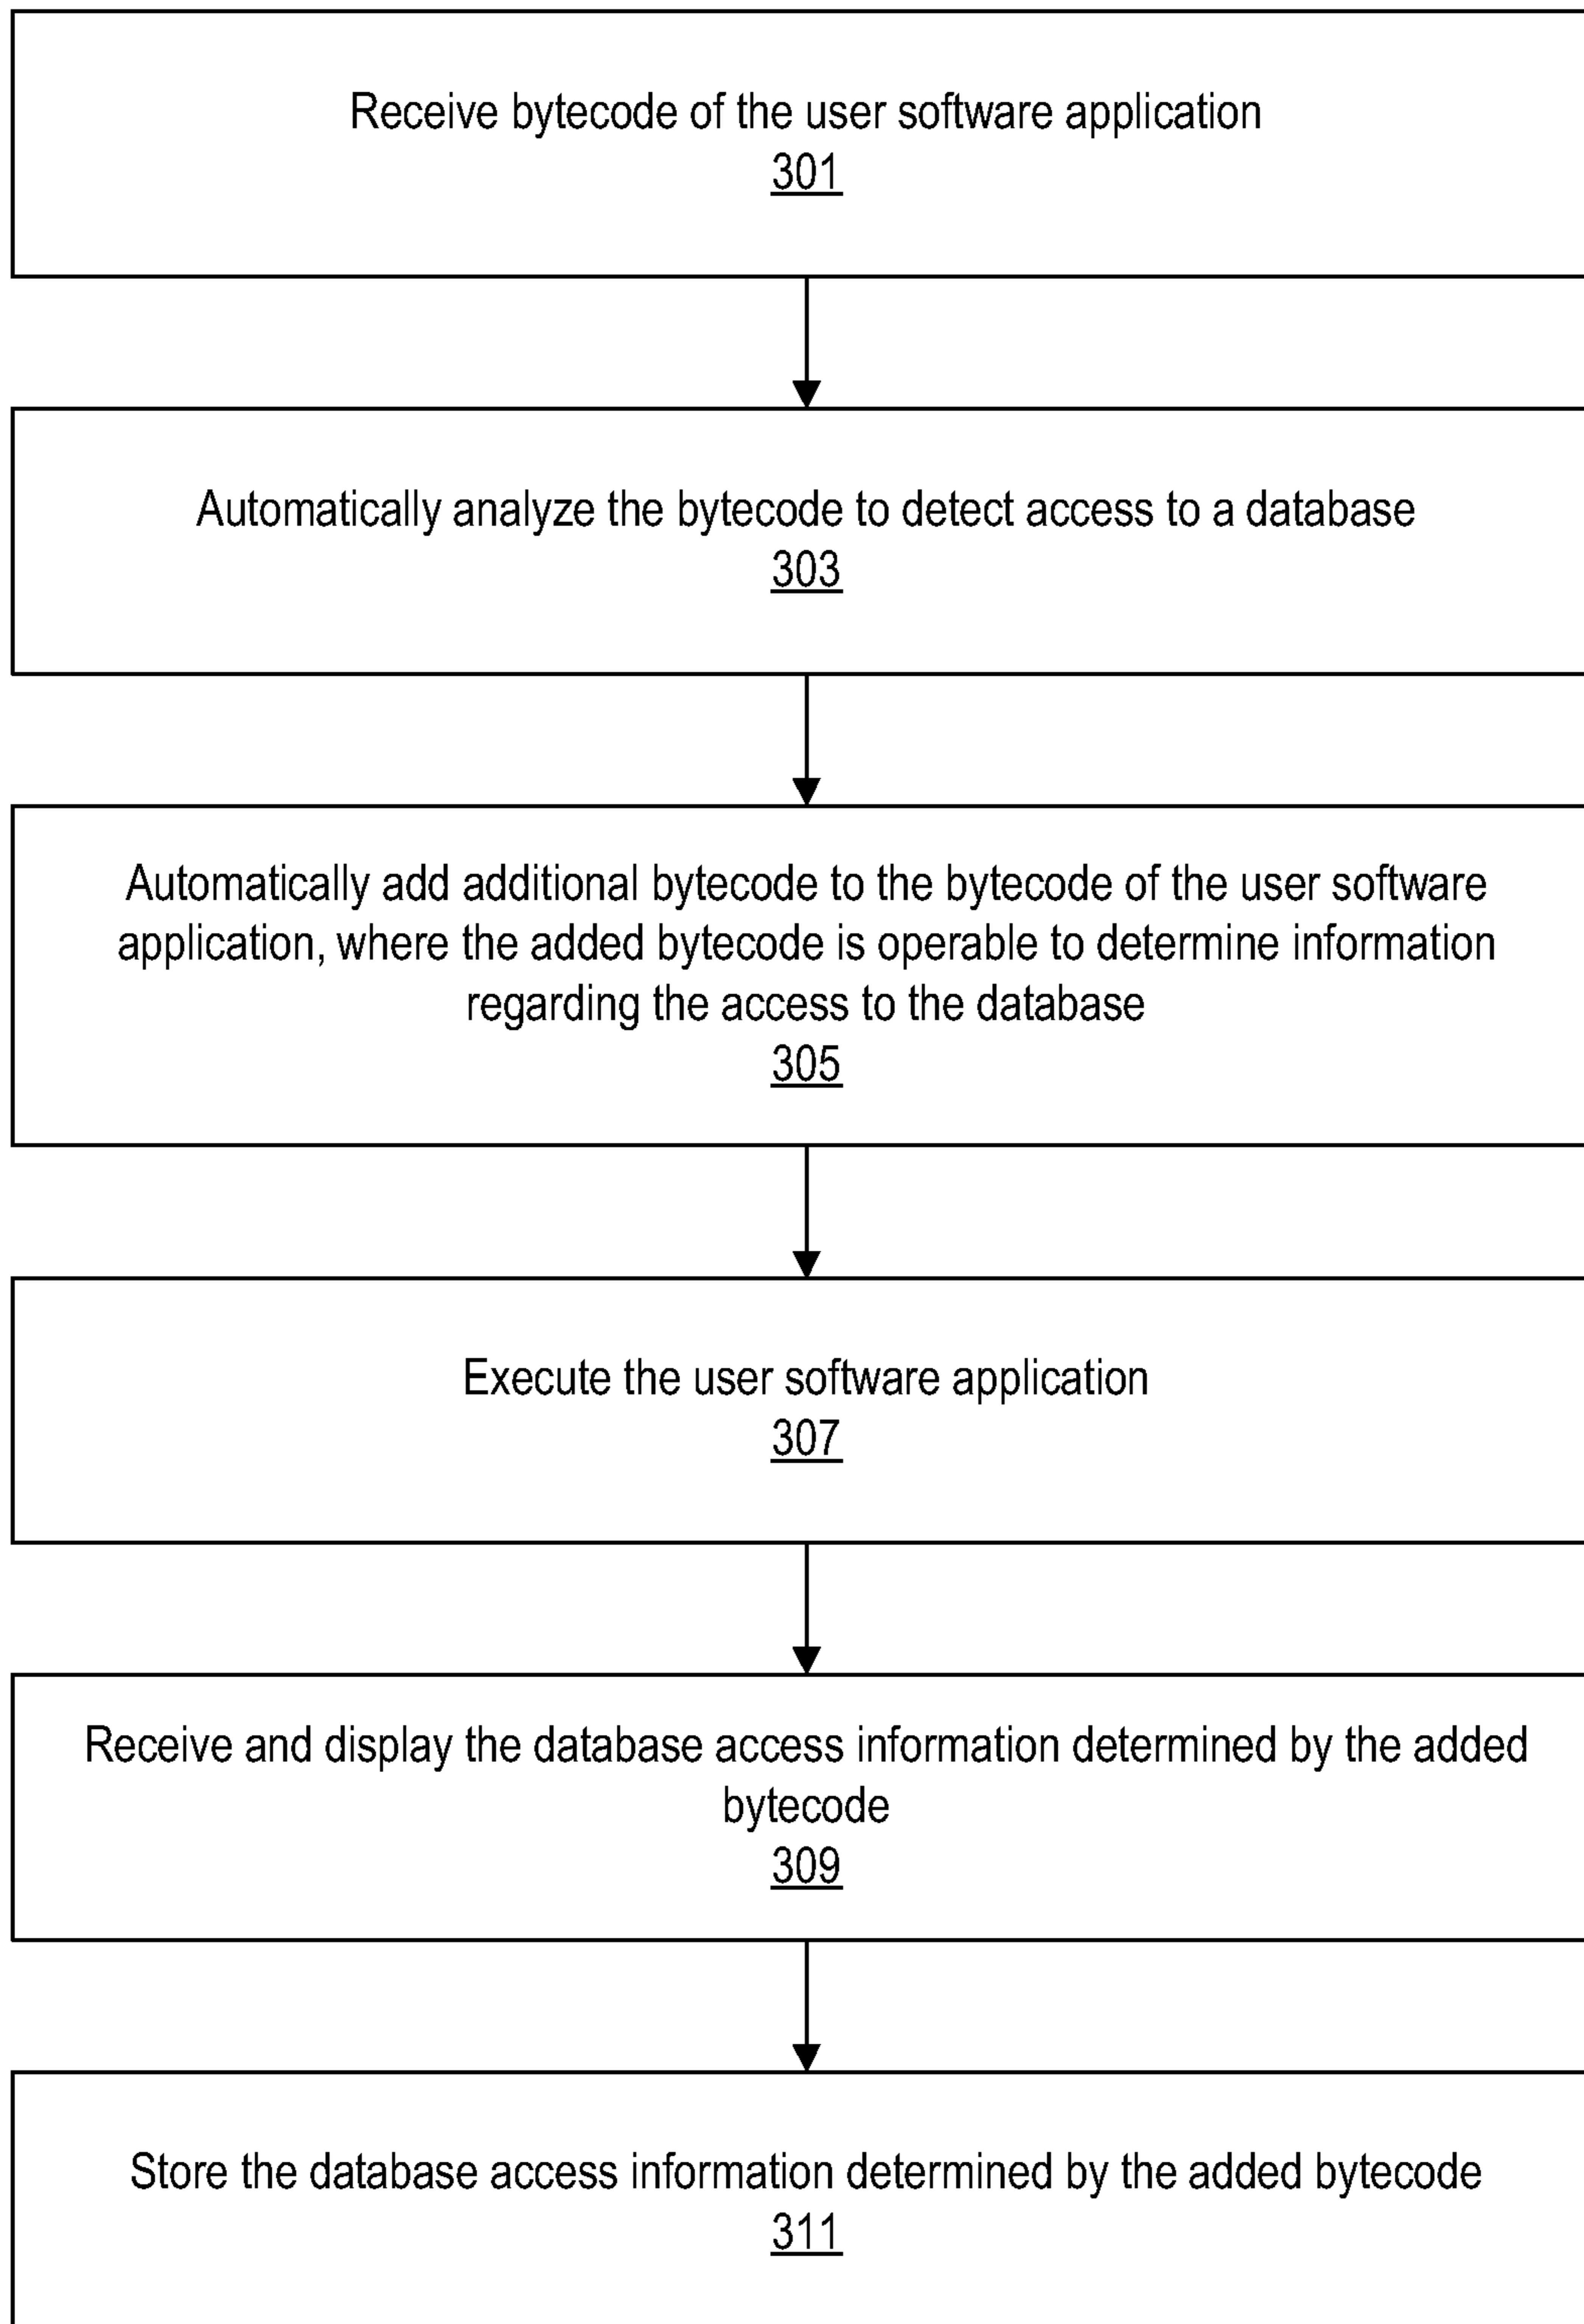 Receive bytecode of the user software application
301
Automatically analyze the bytecode to detect access to a database
303
Automatically add additional bytecode to the bytecode of the user software
application, where the added bytecode is operable to determine information
regarding the access to the database
305
Execute the user software application
307
Receive and display the database access information determined by the added
bytecode
309
Store the database access information determined by the added bytecode
311